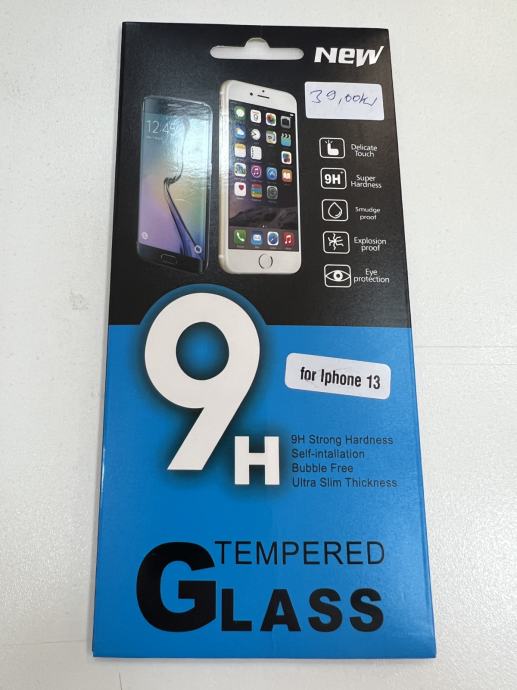 NEW
39,00kr
12:45
Delicate
Touch
9H
Super
Hardness
Smudge
proof
Explosion
proof
Eye
protection
9H
for Iphone 13
9H Strong Hardness
Self-intallation
Bubble Free
Ultra Slim Thickness
TEMPERED
GLASS